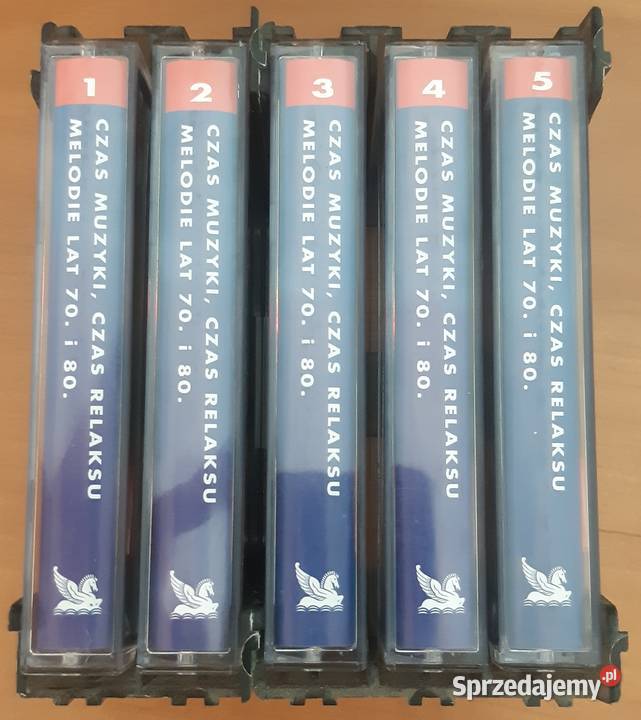 1
CZAS MUZYKI, CZAS RELAKSU
MELODIE LAT 70. i 80.
2
CZAS MUZYKI, CZAS RELAKSU
MELODIE LAT 70. i 80.
3
CZAS MUZYKI, CZAS RELAKSU
MELODIE LAT 70. i 80.
4
CZAS MUZYKI, CZAS RELAKSU
MELODIE LAT 70. i 80.
5
CZAS MUZYKI, CZAS RELAKSU
MELODIE LAT 70. i 80.
Sprzedajemy.pl